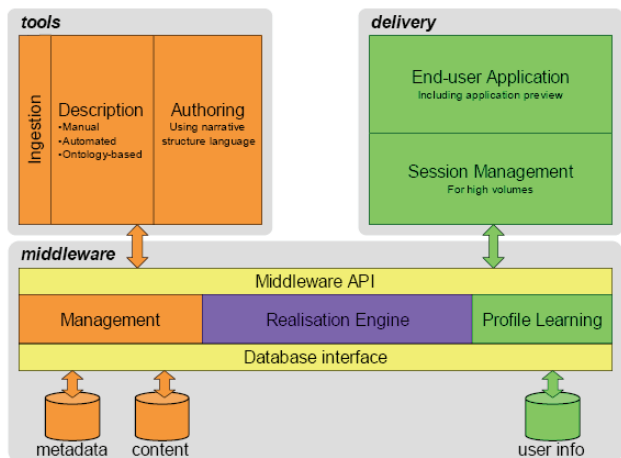 tools
Ingestion
Description
•Manual
•Automated
•Ontology-based
Authoring
Using narrative
structure language
delivery
End-user Application
Including application preview
Session Management
For high volumes
middleware
Middleware API
Management
Realisation Engine
Profile Learning
Database interface
metadata
content
user info